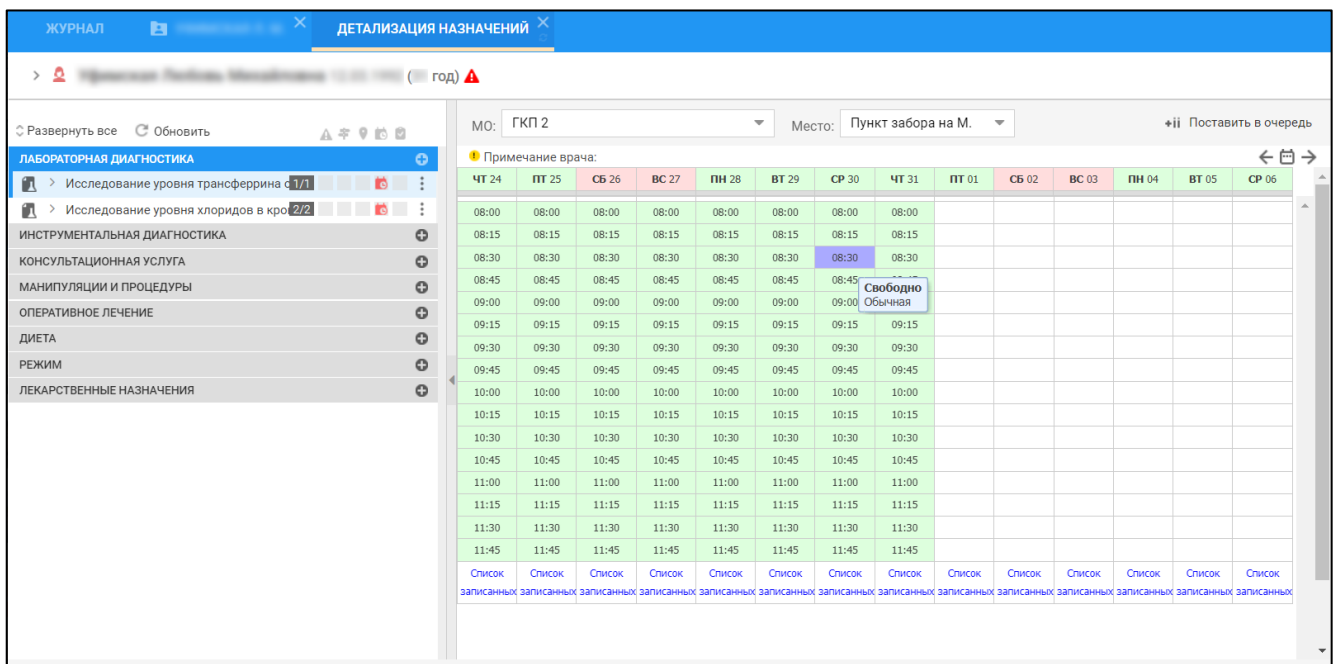 ЖУРНАЛ
ДЕТАЛИЗАЦИЯ НАЗНАЧЕНИЙ
( год)
Развернуть все Обновить
ЛАБОРАТОРНАЯ ДИАГНОСТИКА
Исследование уровня трансферрина с 1/1
Исследование уровня хлоридов в кро 2/2
ИНСТРУМЕНТАЛЬНАЯ ДИАГНОСТИКА
КОНСУЛЬТАЦИОННАЯ УСЛУГА
МАНИПУЛЯЦИИ И ПРОЦЕДУРЫ
ОПЕРАТИВНОЕ ЛЕЧЕНИЕ
ДИЕТА
РЕЖИМ
ЛЕКАРСТВЕННЫЕ НАЗНАЧЕНИЯ
МО: ГКП 2 Место: Пункт забора на М. Поставить в очередь
Примечание врача:
ЧТ 24 ПТ 25 СБ 26 ВС 27 ПН 28 ВТ 29 СР 30 ЧТ 31 ПТ 01 СБ 02 ВС 03 ПН 04 ВТ 05 СР 06
08:00 08:00 08:00 08:00 08:00 08:00 08:00 08:00
08:15 08:15 08:15 08:15 08:15 08:15 08:15 08:15
08:30 08:30 08:30 08:30 08:30 08:30 08:30 08:30
08:45 08:45 08:45 08:45 08:45 08:45 08:45
Свободно
09:00 09:00 09:00 09:00 09:00 09:00 09:00 Обычная
09:15 09:15 09:15 09:15 09:15 09:15 09:15 09:15
09:30 09:30 09:30 09:30 09:30 09:30 09:30 09:30
09:45 09:45 09:45 09:45 09:45 09:45 09:45 09:45
10:00 10:00 10:00 10:00 10:00 10:00 10:00 10:00
10:15 10:15 10:15 10:15 10:15 10:15 10:15 10:15
10:30 10:30 10:30 10:30 10:30 10:30 10:30 10:30
10:45 10:45 10:45 10:45 10:45 10:45 10:45 10:45
11:00 11:00 11:00 11:00 11:00 11:00 11:00 11:00
11:15 11:15 11:15 11:15 11:15 11:15 11:15 11:15
11:30 11:30 11:30 11:30 11:30 11:30 11:30 11:30
11:45 11:45 11:45 11:45 11:45 11:45 11:45 11:45
Список Список Список Список Список Список Список Список Список Список Список Список Список Список
записанных записанных записанных записанных записанных записанных записанных записанных записанных записанных записанных записанных записанных записанных